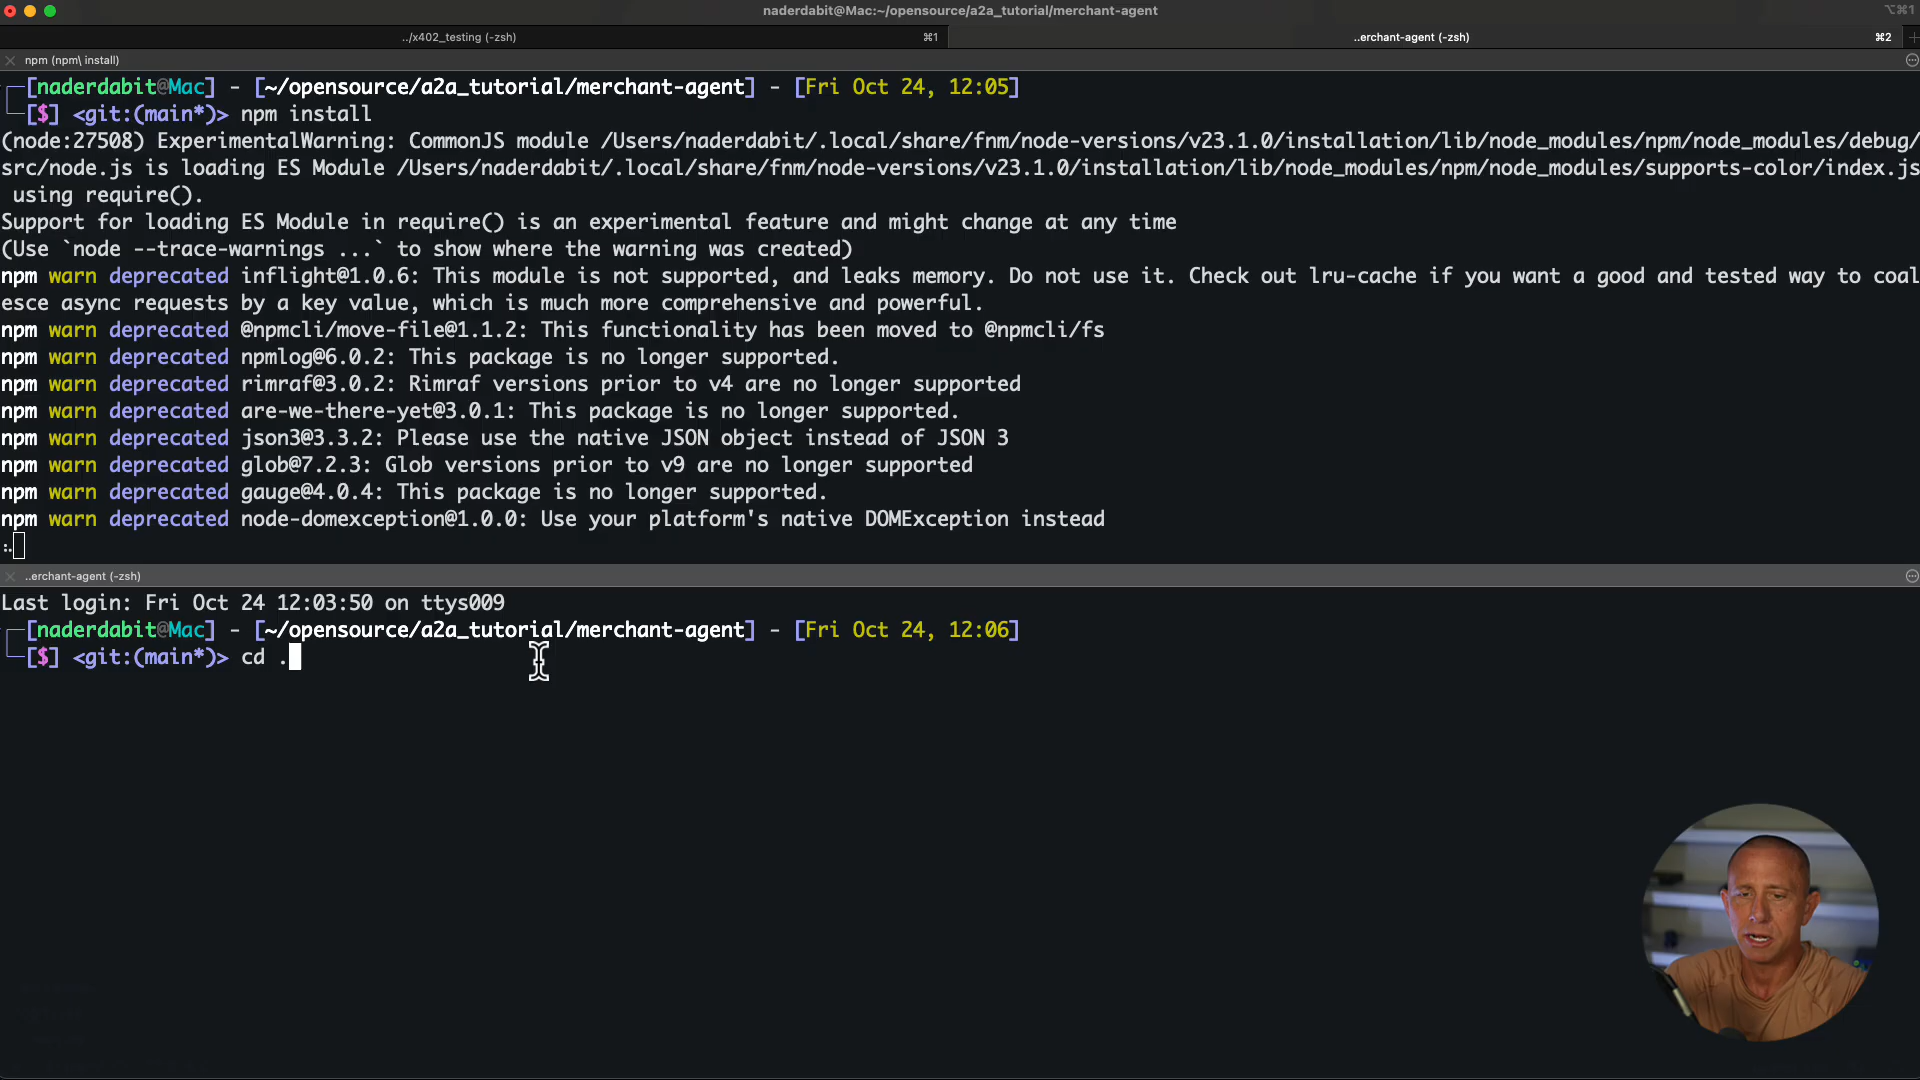 naderdabit@Mac:~/opensource/a2a_tutorial/merchant-agent
⌥⌘1
../x402_testing (-zsh)
⌘1
..erchant-agent (-zsh)
⌘2
npm (npm\ install)
[naderdabit@Mac] - [~/opensource/a2a_tutorial/merchant-agent] - [Fri Oct 24, 12:05]
[$] <git:(main*)> npm install
(node:27508) ExperimentalWarning: CommonJS module /Users/naderdabit/.local/share/fnm/node-versions/v23.1.0/installation/lib/node_modules/npm/node_modules/debug/
src/node.js is loading ES Module /Users/naderdabit/.local/share/fnm/node-versions/v23.1.0/installation/lib/node_modules/npm/node_modules/supports-color/index.js
using require().
Support for loading ES Module in require() is an experimental feature and might change at any time
(Use `node --trace-warnings ...` to show where the warning was created)
npm warn deprecated inflight@1.0.6: This module is not supported, and leaks memory. Do not use it. Check out lru-cache if you want a good and tested way to coal
esce async requests by a key value, which is much more comprehensive and powerful.
npm warn deprecated @npmcli/move-file@1.1.2: This functionality has been moved to @npmcli/fs
npm warn deprecated npmlog@6.0.2: This package is no longer supported.
npm warn deprecated rimraf@3.0.2: Rimraf versions prior to v4 are no longer supported
npm warn deprecated are-we-there-yet@3.0.1: This package is no longer supported.
npm warn deprecated json3@3.3.2: Please use the native JSON object instead of JSON 3
npm warn deprecated glob@7.2.3: Glob versions prior to v9 are no longer supported
npm warn deprecated gauge@4.0.4: This package is no longer supported.
npm warn deprecated node-domexception@1.0.0: Use your platform's native DOMException instead
..erchant-agent (-zsh)
Last login: Fri Oct 24 12:03:50 on ttys009
[naderdabit@Mac] - [~/opensource/a2a_tutorial/merchant-agent] - [Fri Oct 24, 12:06]
[$] <git:(main*)> cd .